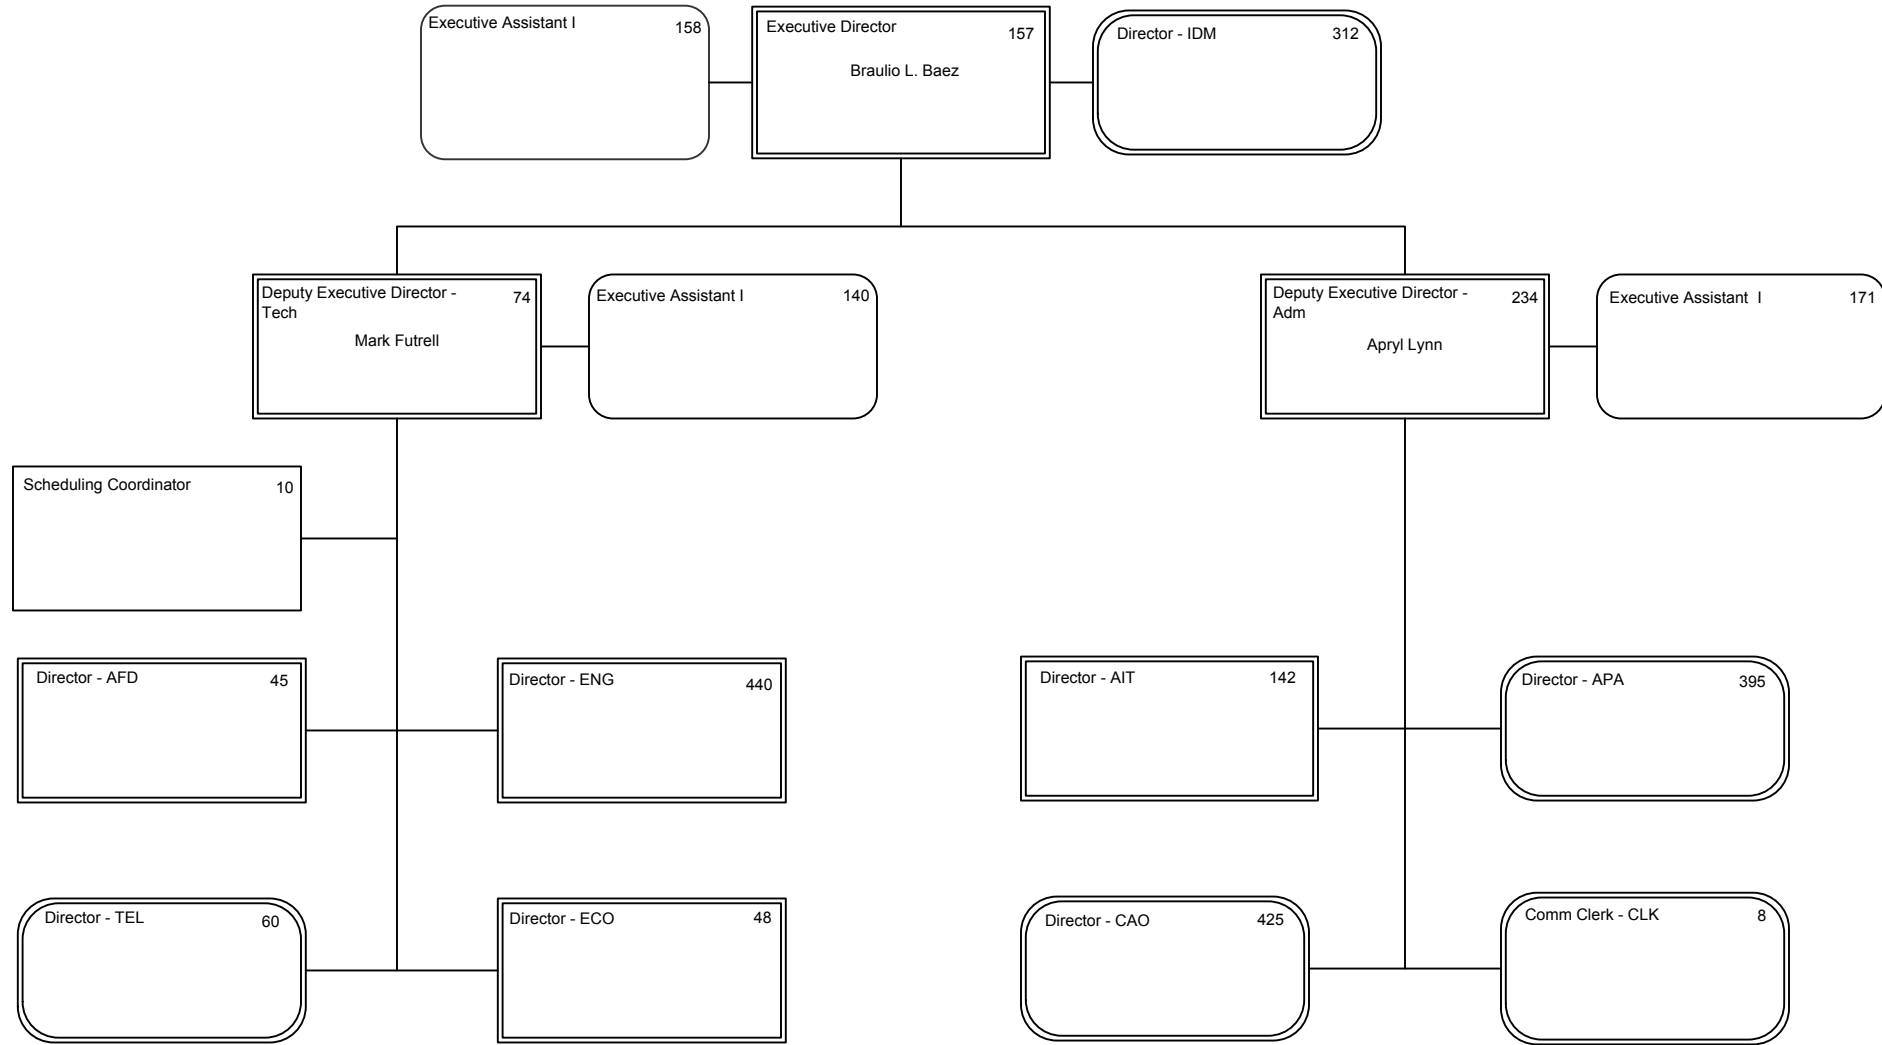 Executive Assistant I 158
Executive Director 157
Braulio L. Baez
Director - IDM 312
Deputy Executive Director - 74
Tech
Mark Futrell
Executive Assistant I 140
Deputy Executive Director - 234
Adm
Apryl Lynn
Executive Assistant I 171
Scheduling Coordinator 10
Director - AFD 45
Director - ENG 440
Director - AIT 142
Director - APA 395
Director - TEL 60
Director - ECO 48
Director - CAO 425
Comm Clerk - CLK 8